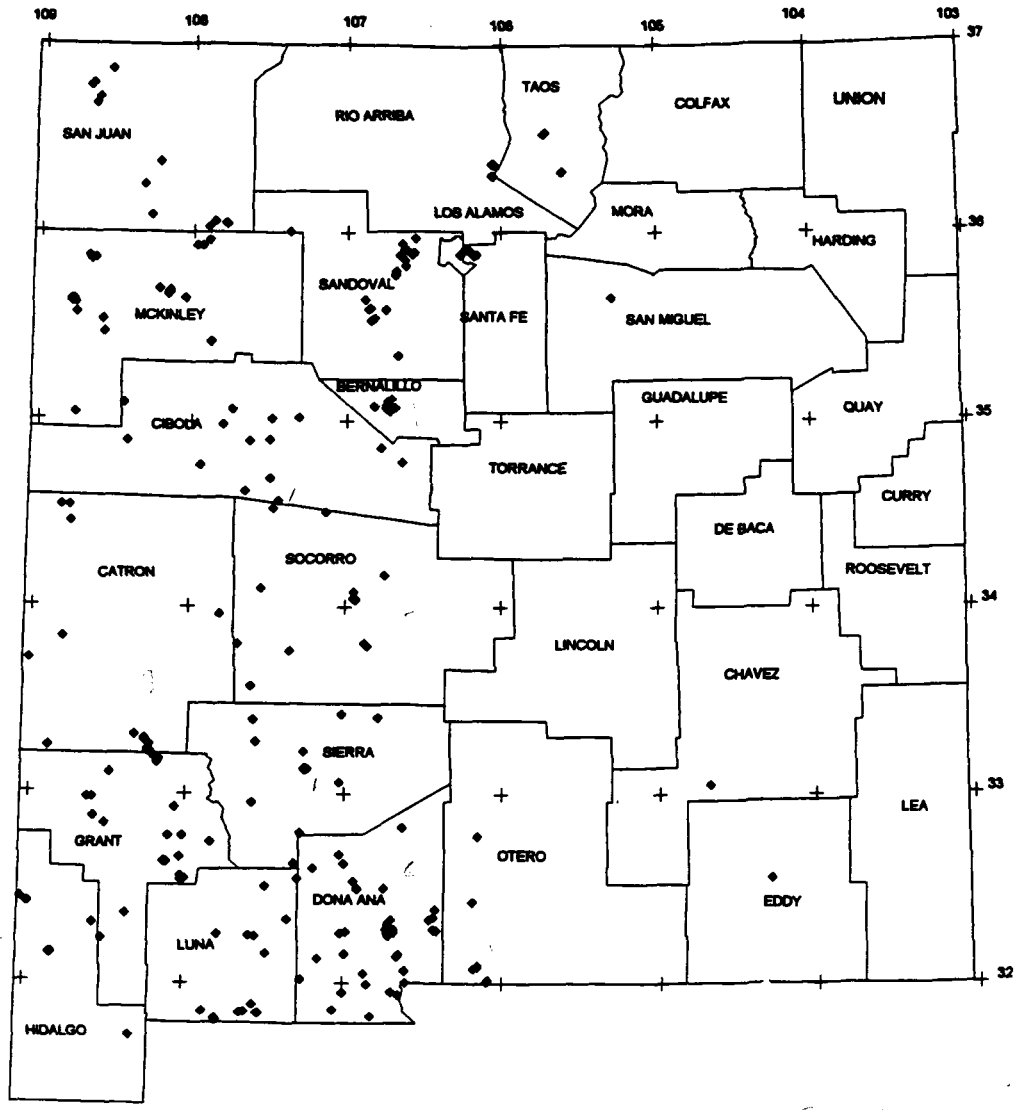 109 108 107 106 105 104 103
37
TAOS
COLFAX
UNION
RIO ARRIBA
SAN JUAN
LOS ALAMOS
MORA
36
HARDING
SANDOVAL
MCKINLEY
SANTA FE
SAN MIGUEL
BERNALILLO
GUADALUPE
QUAY
35
CIBOLA
TORRANCE
CURRY
DE BACA
SOCORRO
CATRON
ROOSEVELT
34
LINCOLN
CHAVEZ
SIERRA
33
LEA
GRANT
OTERO
DONA ANA
EDDY
LUNA
32
HIDALGO